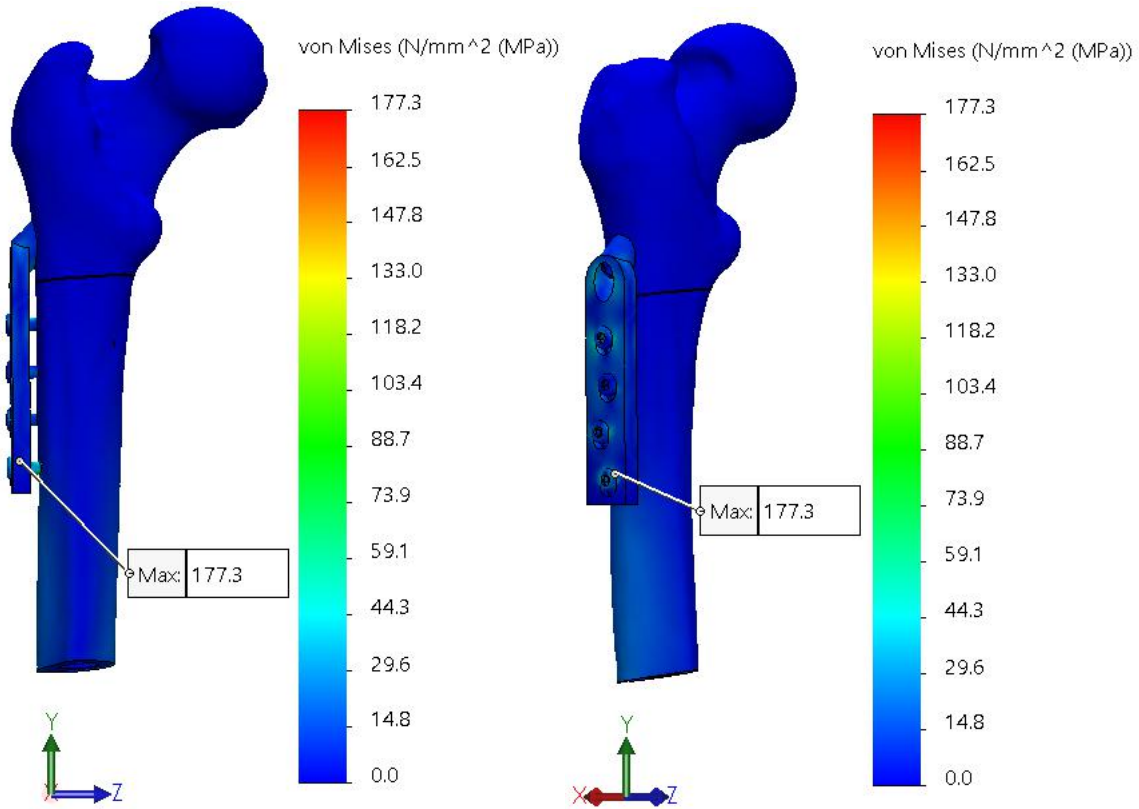 von Mises (N/mm^2 (MPa))
177.3
162.5
147.8
133.0
118.2
103.4
88.7
73.9
59.1
44.3
29.6
14.8
0.0
Max: 177.3
Y
X
Z
von Mises (N/mm^2 (MPa))
177.3
162.5
147.8
133.0
118.2
103.4
88.7
73.9
59.1
44.3
29.6
14.8
0.0
Max: 177.3
Y
X
Z